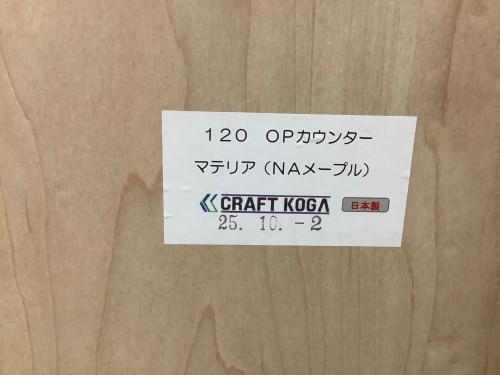 １２０　ＯＰカウンター
マテリア（ＮＡメープル）
CRAFT KOGA 日本製
25. 10. -2